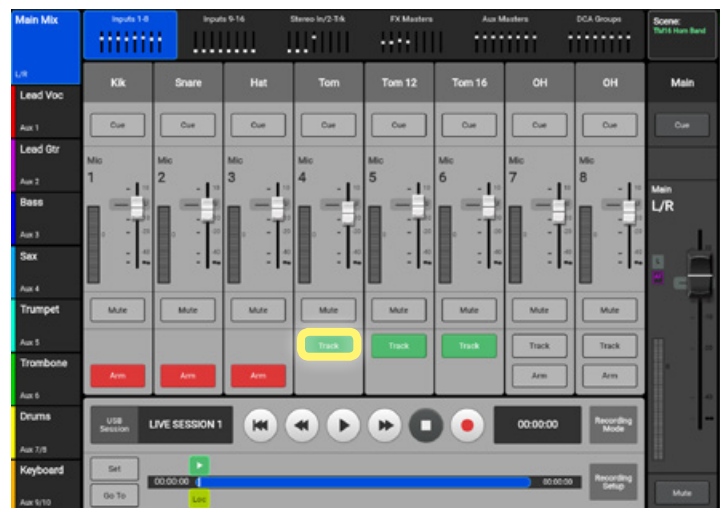 Main Mix
L/R
Inputs 1-8
Inputs 9-16
Stereo In/2-Trk
FX Masters
Aux Masters
DCA Groups
Scene:
Lead Voc
Aux 1
Lead Gtr
Aux 2
Bass
Aux 3
Sax
Aux 4
Trumpet
Aux 5
Trombone
Aux 6
Drums
Aux 7/8
Keyboard
Aux 9/10
Kik
Snare
Hat
Tom
Tom 12
Tom 16
OH
OH
Main
Cue
Cue
Cue
Cue
Cue
Cue
Cue
Cue
Cue
Mic
1
Mic
2
Mic
3
Mic
4
Mic
5
Mic
6
Mic
7
Mic
8
Main
L/R
Mute
Mute
Mute
Mute
Mute
Mute
Mute
Mute
Track
Track
Track
Track
Track
Arm
Arm
Arm
Arm
Arm
USB
Session
LIVE SESSION 1
00:00:00
Recording
Mode
Set
Go To
00:00:00
Loc
00:00:00
Recording
Setup
Mute